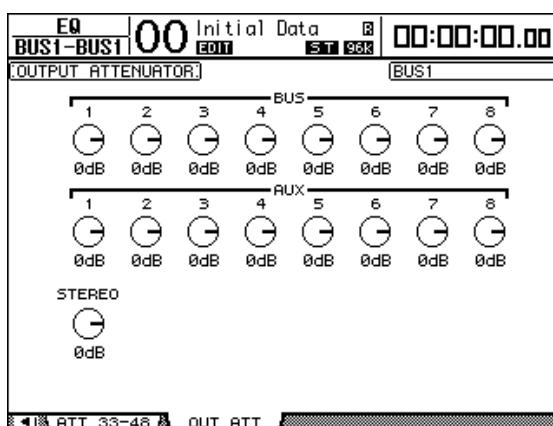 EQ
BUS1-BUS1
00 Initial Data R
EDIT ST 96K
00:00:00.00
OUTPUT ATTENUATOR
BUS1
BUS
1 2 3 4 5 6 7 8
0dB 0dB 0dB 0dB 0dB 0dB 0dB 0dB
AUX
1 2 3 4 5 6 7 8
0dB 0dB 0dB 0dB 0dB 0dB 0dB 0dB
STEREO
0dB
ATT 33-48 OUT ATT